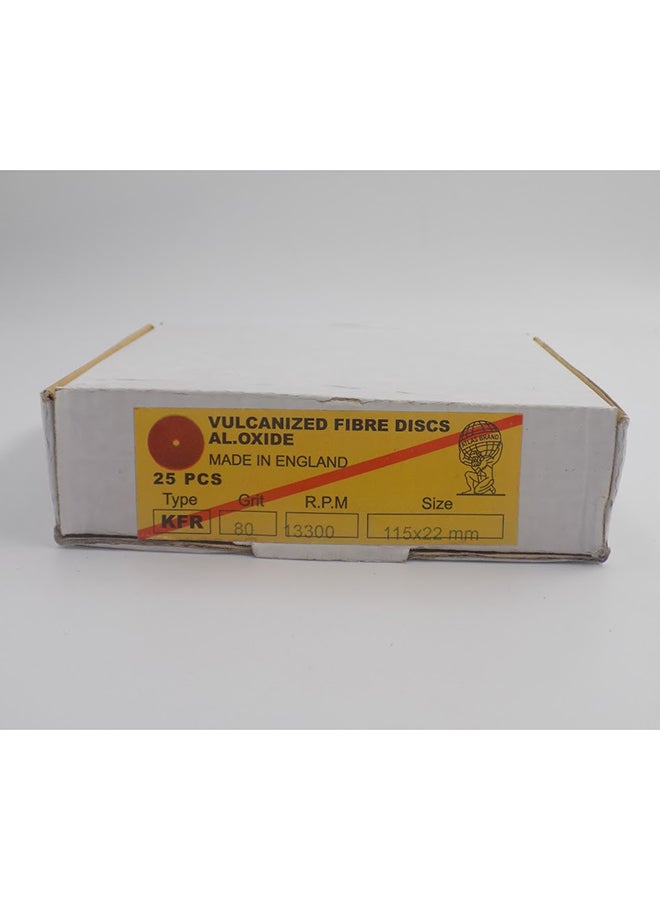 VULCANIZED FIBRE DISCS
AL.OXIDE
MADE IN ENGLAND
ATLAS BRAND
25 PCS
Type Grit R.P.M Size
KFR 80 13300 115x22 mm